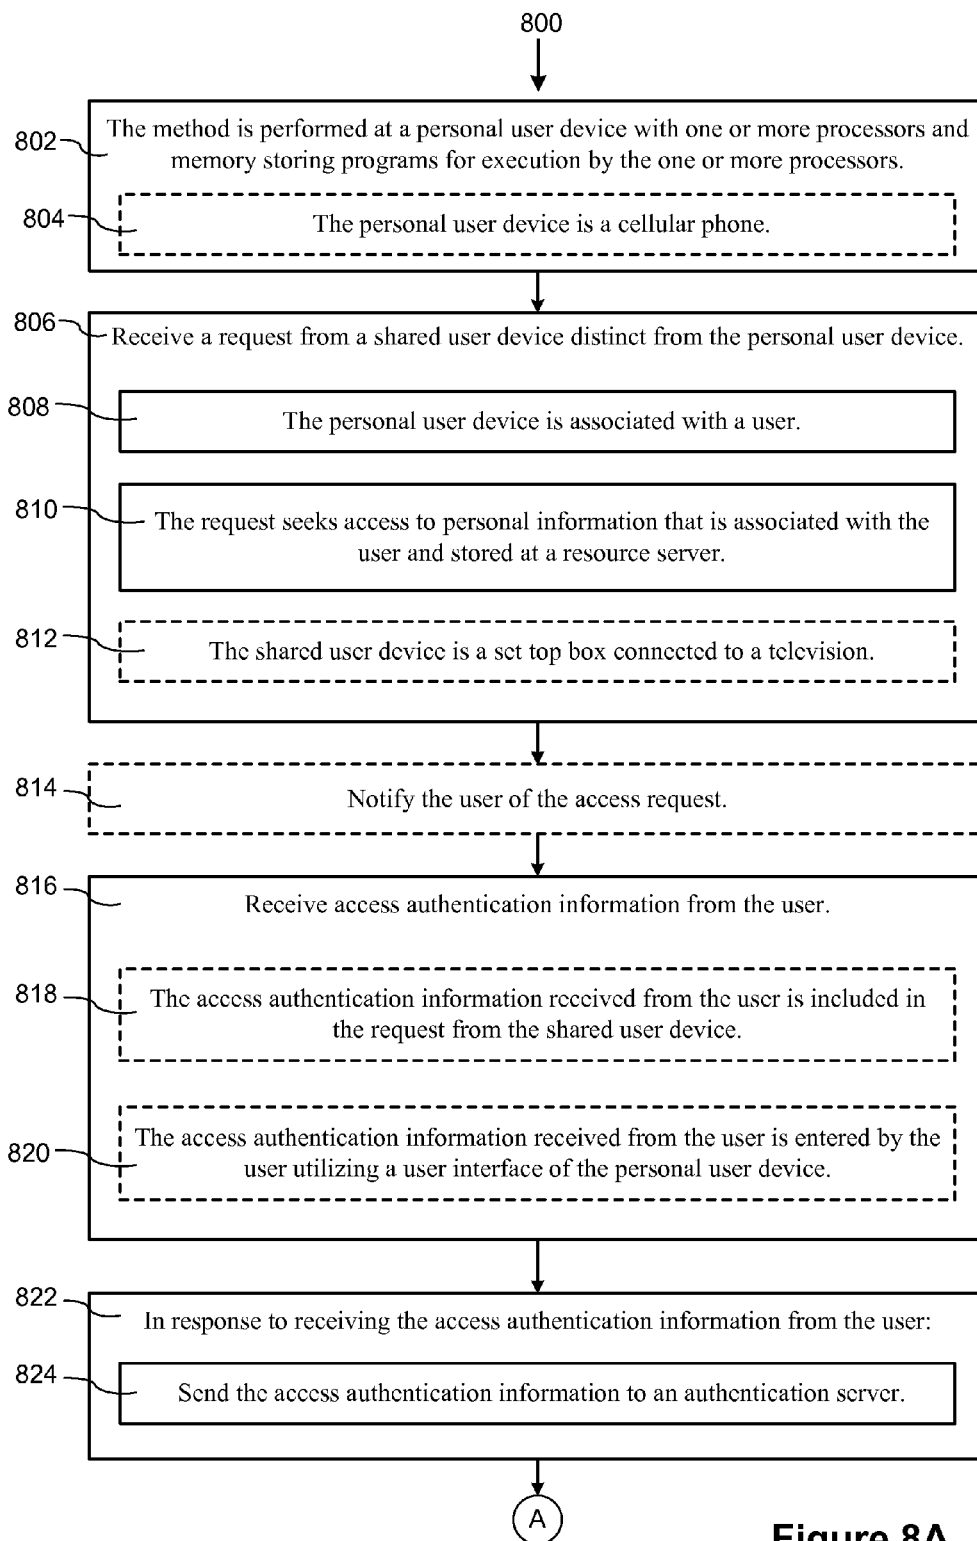 800
802
The method is performed at a personal user device with one or more processors and
memory storing programs for execution by the one or more processors.
804
The personal user device is a cellular phone.
806
Receive a request from a shared user device distinct from the personal user device.
808
The personal user device is associated with a user.
810
The request seeks access to personal information that is associated with the
user and stored at a resource server.
812
The shared user device is a set top box connected to a television.
814
Notify the user of the access request.
816
Receive access authentication information from the user.
818
The access authentication information received from the user is included in
the request from the shared user device.
820
The access authentication information received from the user is entered by the
user utilizing a user interface of the personal user device.
822
In response to receiving the access authentication information from the user:
824
Send the access authentication information to an authentication server.
A
Figure 8A